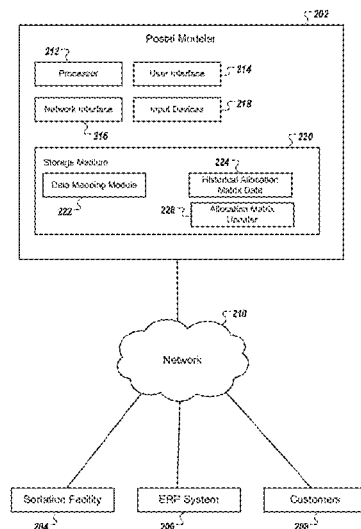 202
Postal Modeler
212
Processor
User Interface
214
Network Interface
Input Devices
218
216
220
Storage Medium
224
Data Mapping Module
Historical Allocation
Matrix Data
222
228
Allocation Matrix
Updater
210
Network
Sortation Facility
ERP System
Customers
204
206
208